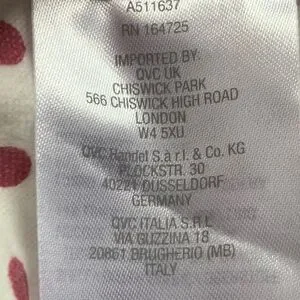 A511637
RN 164725
IMPORTED BY:
QVC UK
CHISWICK PARK
566 CHISWICK HIGH ROAD
LONDON
W4 5XU
QVC Handel S.à r.l. & Co. KG
PLOCKSTR. 30
40221 DUSSELDORF
GERMANY
QVC ITALIA S.R.L
VIA GUZZINA 18
20861 BRUGHERIO (MB)
ITALY